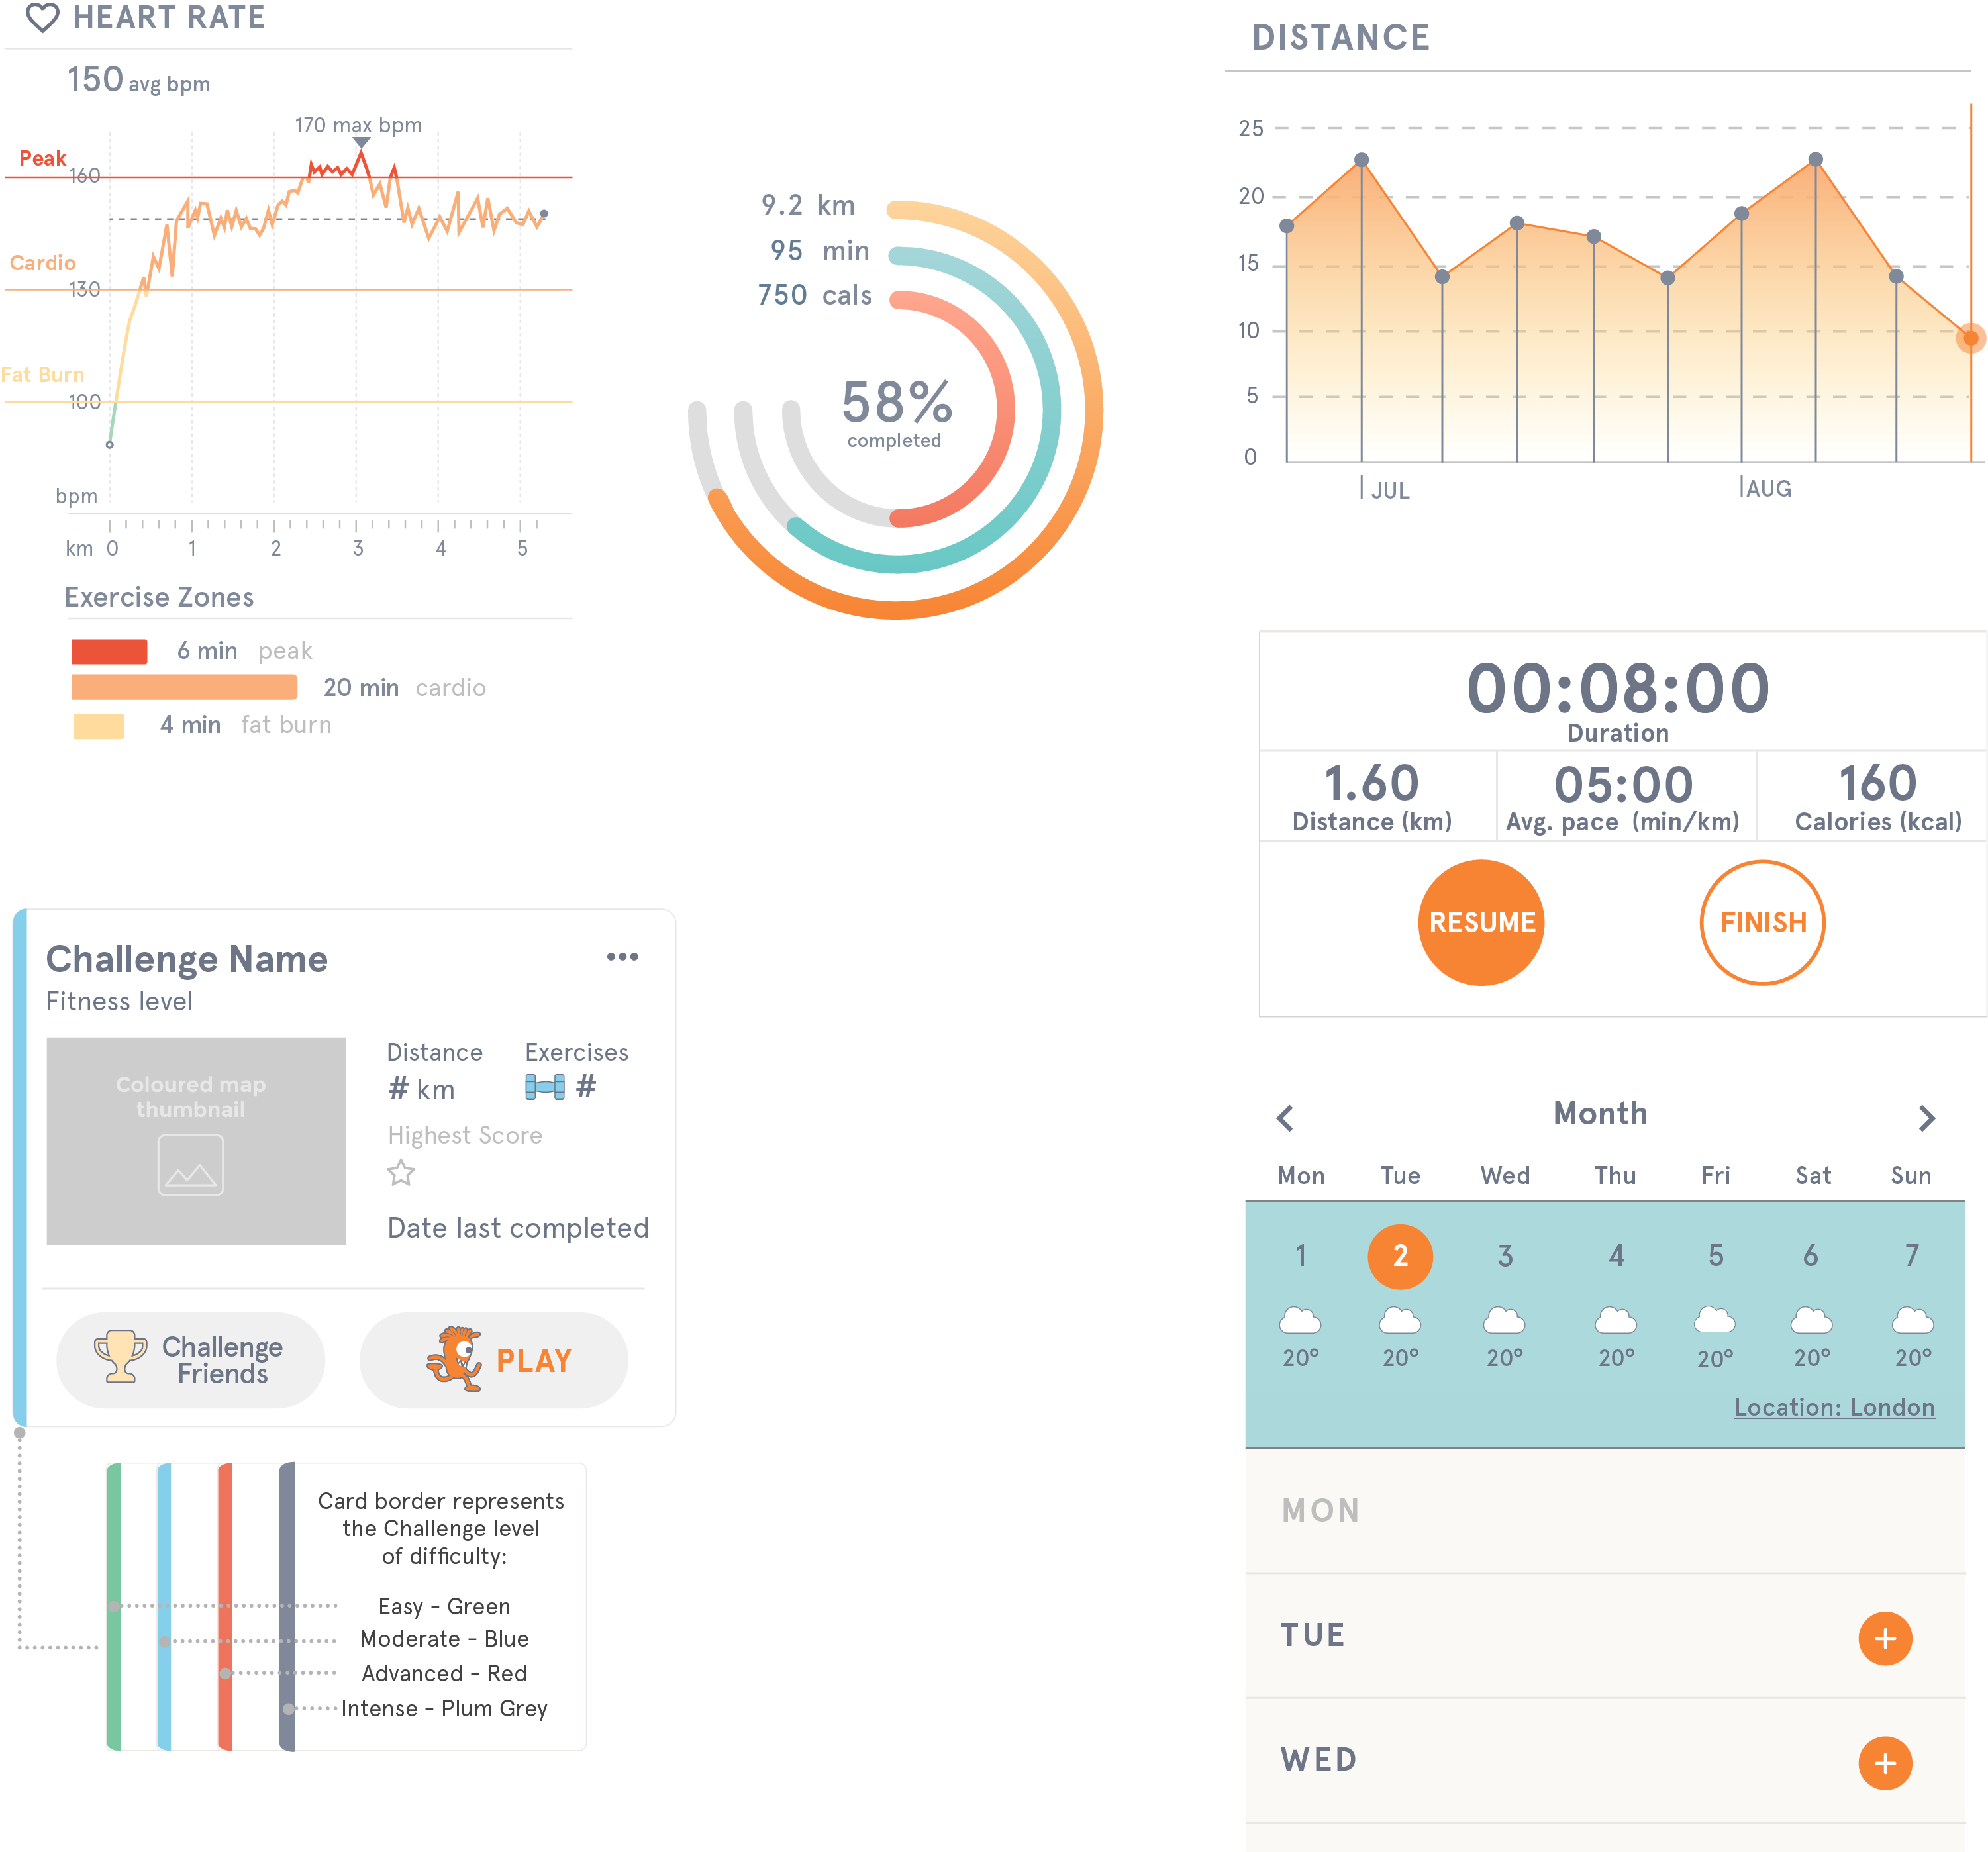 HEART RATE
150 avg bpm
170 max bpm
Peak
160
Cardio
130
Fat Burn
100
bpm
km 0 1 2 3 4 5
Exercise Zones
6 min peak
20 min cardio
4 min fat burn
9.2 km
95 min
750 cals
58%
completed
DISTANCE
25
20
15
10
5
0
JUL AUG
00:08:00
Duration
1.60 05:00 160
Distance (km) Avg. pace (min/km) Calories (kcal)
RESUME FINISH
Challenge Name
Fitness level
Coloured map
thumbnail
Distance Exercises
# km #
Highest Score
Date last completed
Challenge
Friends
PLAY
Card border represents
the Challenge level
of difficulty:
Easy - Green
Moderate - Blue
Advanced - Red
Intense - Plum Grey
Month
Mon Tue Wed Thu Fri Sat Sun
1 2 3 4 5 6 7
20° 20° 20° 20° 20° 20° 20°
Location: London
MON
TUE +
WED +